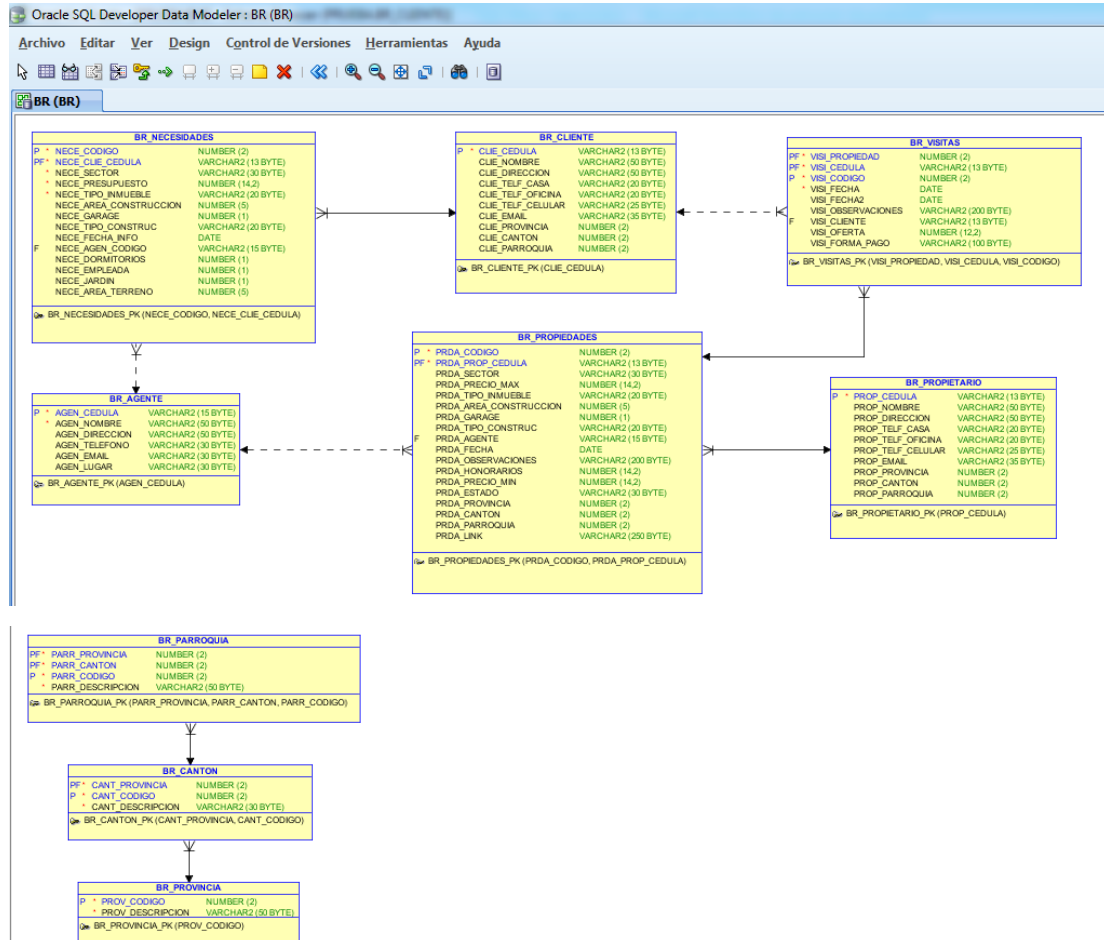 Oracle SQL Developer Data Modeler : BR (BR)
Archivo Editar Ver Design Control de Versiones Herramientas Ayuda
BR (BR)
BR_NECESIDADES
P * NECE_CODIGO NUMBER (2)
PF* NECE_CLIE_CEDULA VARCHAR2 (13 BYTE)
* NECE_SECTOR VARCHAR2 (30 BYTE)
* NECE_PRESUPUESTO NUMBER (14,2)
* NECE_TIPO_INMUEBLE VARCHAR2 (20 BYTE)
NECE_AREA_CONSTRUCCION NUMBER (5)
NECE_GARAGE NUMBER (1)
NECE_TIPO_CONSTRUC VARCHAR2 (20 BYTE)
NECE_FECHA_INFO DATE
F NECE_AGEN_CODIGO VARCHAR2 (15 BYTE)
NECE_DORMITORIOS NUMBER (1)
NECE_EMPLEADA NUMBER (1)
NECE_JARDIN NUMBER (1)
NECE_AREA_TERRENO NUMBER (5)
BR_NECESIDADES_PK (NECE_CODIGO, NECE_CLIE_CEDULA)
BR_CLIENTE
P * CLIE_CEDULA VARCHAR2 (13 BYTE)
CLIE_NOMBRE VARCHAR2 (50 BYTE)
CLIE_DIRECCION VARCHAR2 (50 BYTE)
CLIE_TELF_CASA VARCHAR2 (20 BYTE)
CLIE_TELF_OFICINA VARCHAR2 (20 BYTE)
CLIE_TELF_CELULAR VARCHAR2 (25 BYTE)
CLIE_EMAIL VARCHAR2 (35 BYTE)
CLIE_PROVINCIA NUMBER (2)
CLIE_CANTON NUMBER (2)
CLIE_PARROQUIA NUMBER (2)
BR_CLIENTE_PK (CLIE_CEDULA)
BR_VISITAS
PF* VISI_PROPIEDAD NUMBER (2)
PF* VISI_CEDULA VARCHAR2 (13 BYTE)
P * VISI_CODIGO NUMBER (2)
* VISI_FECHA DATE
VISI_FECHA2 DATE
VISI_OBSERVACIONES VARCHAR2 (200 BYTE)
F VISI_CLIENTE VARCHAR2 (13 BYTE)
VISI_OFERTA NUMBER (12,2)
VISI_FORMA_PAGO VARCHAR2 (100 BYTE)
BR_VISITAS_PK (VISI_PROPIEDAD, VISI_CEDULA, VISI_CODIGO)
BR_AGENTE
P * AGEN_CEDULA VARCHAR2 (15 BYTE)
* AGEN_NOMBRE VARCHAR2 (50 BYTE)
AGEN_DIRECCION VARCHAR2 (50 BYTE)
AGEN_TELEFONO VARCHAR2 (30 BYTE)
AGEN_EMAIL VARCHAR2 (30 BYTE)
AGEN_LUGAR VARCHAR2 (30 BYTE)
BR_AGENTE_PK (AGEN_CEDULA)
BR_PROPIEDADES
P * PRDA_CODIGO NUMBER (2)
PF* PRDA_PROP_CEDULA VARCHAR2 (13 BYTE)
PRDA_SECTOR VARCHAR2 (30 BYTE)
PRDA_PRECIO_MAX NUMBER (14,2)
PRDA_TIPO_INMUEBLE VARCHAR2 (20 BYTE)
PRDA_AREA_CONSTRUCCION NUMBER (5)
PRDA_GARAGE NUMBER (1)
PRDA_TIPO_CONSTRUC VARCHAR2 (20 BYTE)
F PRDA_AGENTE VARCHAR2 (15 BYTE)
PRDA_FECHA DATE
PRDA_OBSERVACIONES VARCHAR2 (200 BYTE)
PRDA_HONORARIOS NUMBER (14,2)
PRDA_PRECIO_MIN NUMBER (14,2)
PRDA_ESTADO VARCHAR2 (30 BYTE)
PRDA_PROVINCIA NUMBER (2)
PRDA_CANTON NUMBER (2)
PRDA_PARROQUIA NUMBER (2)
PRDA_LINK VARCHAR2 (250 BYTE)
BR_PROPIEDADES_PK (PRDA_CODIGO, PRDA_PROP_CEDULA)
BR_PROPIETARIO
P * PROP_CEDULA VARCHAR2 (13 BYTE)
PROP_NOMBRE VARCHAR2 (50 BYTE)
PROP_DIRECCION VARCHAR2 (50 BYTE)
PROP_TELF_CASA VARCHAR2 (20 BYTE)
PROP_TELF_OFICINA VARCHAR2 (20 BYTE)
PROP_TELF_CELULAR VARCHAR2 (25 BYTE)
PROP_EMAIL VARCHAR2 (35 BYTE)
PROP_PROVINCIA NUMBER (2)
PROP_CANTON NUMBER (2)
PROP_PARROQUIA NUMBER (2)
BR_PROPIETARIO_PK (PROP_CEDULA)
BR_PARROQUIA
PF* PARR_PROVINCIA NUMBER (2)
PF* PARR_CANTON NUMBER (2)
P * PARR_CODIGO NUMBER (2)
* PARR_DESCRIPCION VARCHAR2 (50 BYTE)
BR_PARROQUIA_PK (PARR_PROVINCIA, PARR_CANTON, PARR_CODIGO)
BR_CANTON
PF* CANT_PROVINCIA NUMBER (2)
P * CANT_CODIGO NUMBER (2)
* CANT_DESCRIPCION VARCHAR2 (30 BYTE)
BR_CANTON_PK (CANT_PROVINCIA, CANT_CODIGO)
BR_PROVINCIA
P * PROV_CODIGO NUMBER (2)
* PROV_DESCRIPCION VARCHAR2 (50 BYTE)
BR_PROVINCIA_PK (PROV_CODIGO)